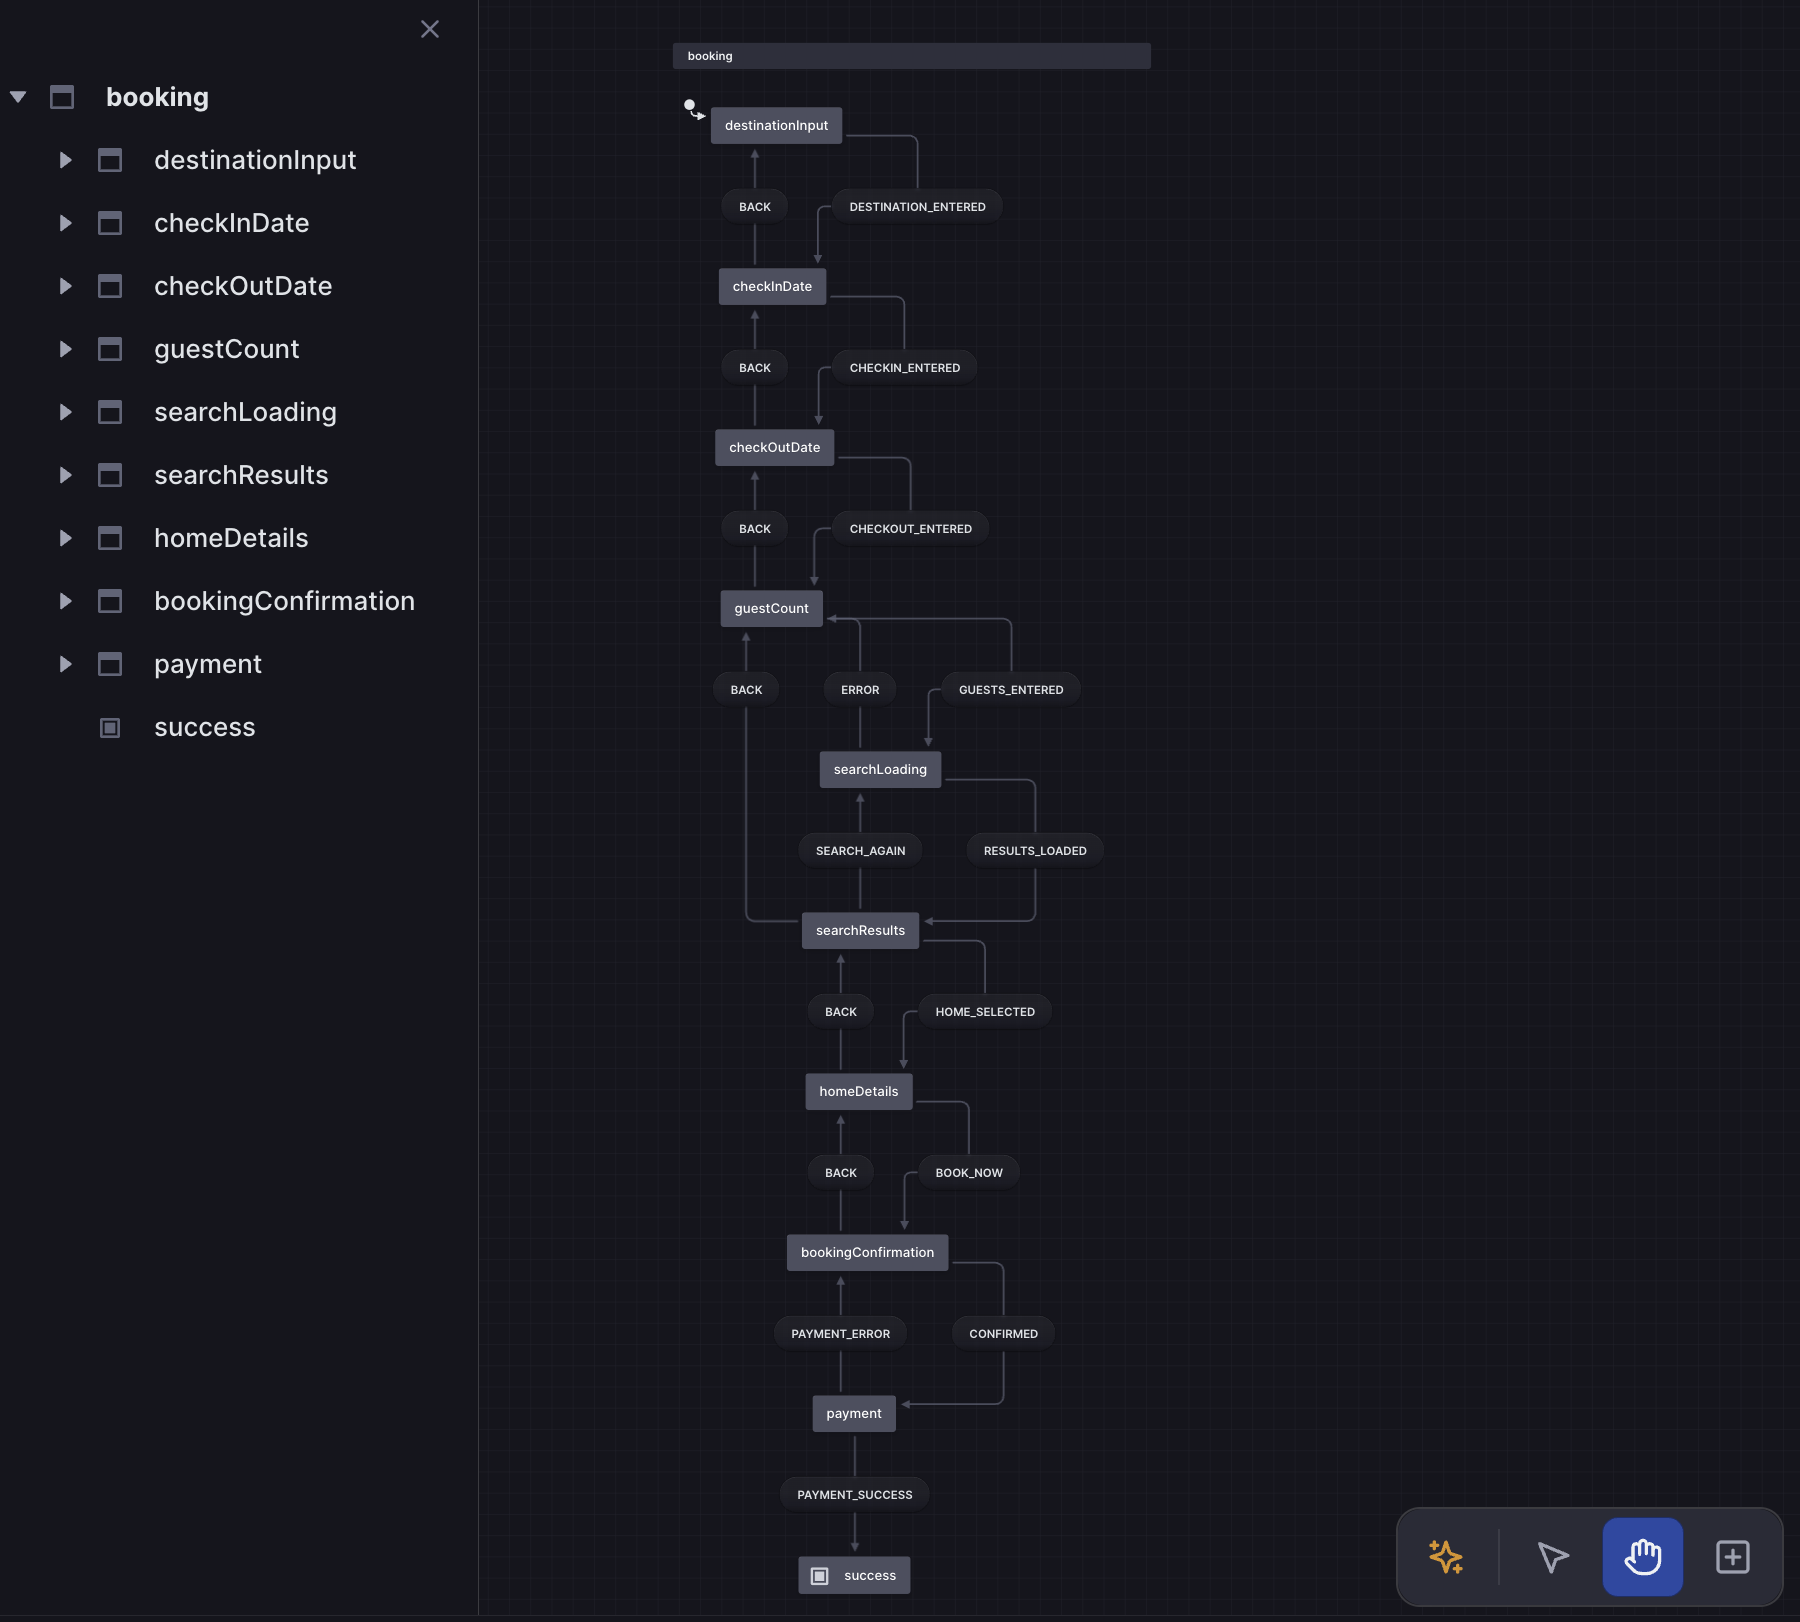 booking
destinationInput
checkInDate
checkOutDate
guestCount
searchLoading
searchResults
homeDetails
bookingConfirmation
payment
success
booking
destinationInput
BACK
DESTINATION_ENTERED
checkInDate
BACK
CHECKIN_ENTERED
checkOutDate
BACK
CHECKOUT_ENTERED
guestCount
BACK
ERROR
GUESTS_ENTERED
searchLoading
SEARCH_AGAIN
RESULTS_LOADED
searchResults
BACK
HOME_SELECTED
homeDetails
BACK
BOOK_NOW
bookingConfirmation
PAYMENT_ERROR
CONFIRMED
payment
PAYMENT_SUCCESS
success